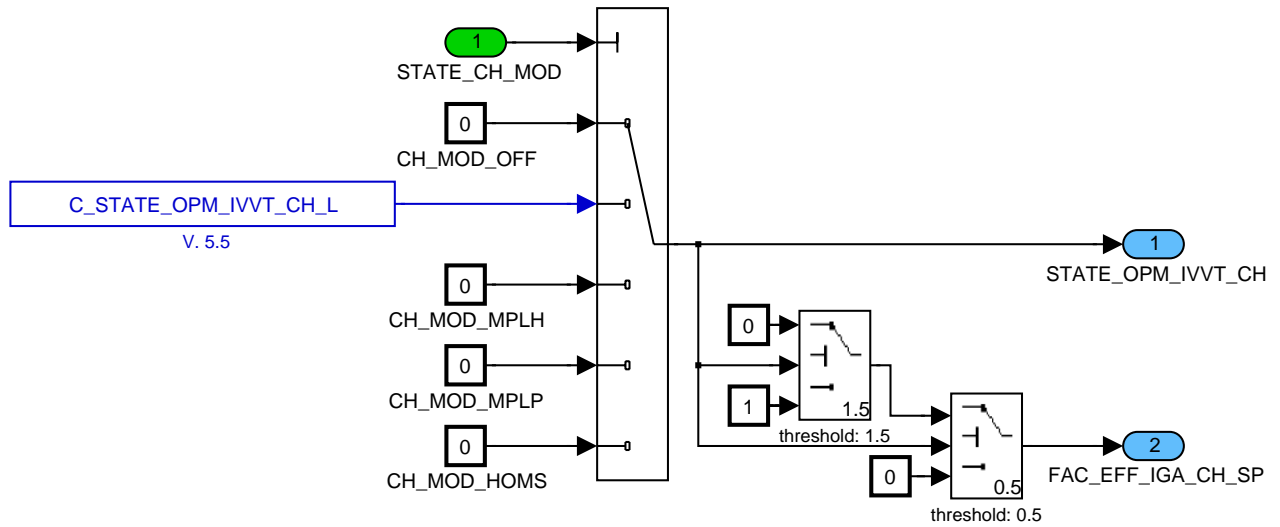 1
STATE_CH_MOD
0
CH_MOD_OFF
C_STATE_OPM_IVVT_CH_L
V. 5.5
1
STATE_OPM_IVVT_CH
0
CH_MOD_MPLH
0
1
1.5
threshold: 1.5
0
CH_MOD_MPLP
0
CH_MOD_HOMS
0
0.5
threshold: 0.5
2
FAC_EFF_IGA_CH_SP